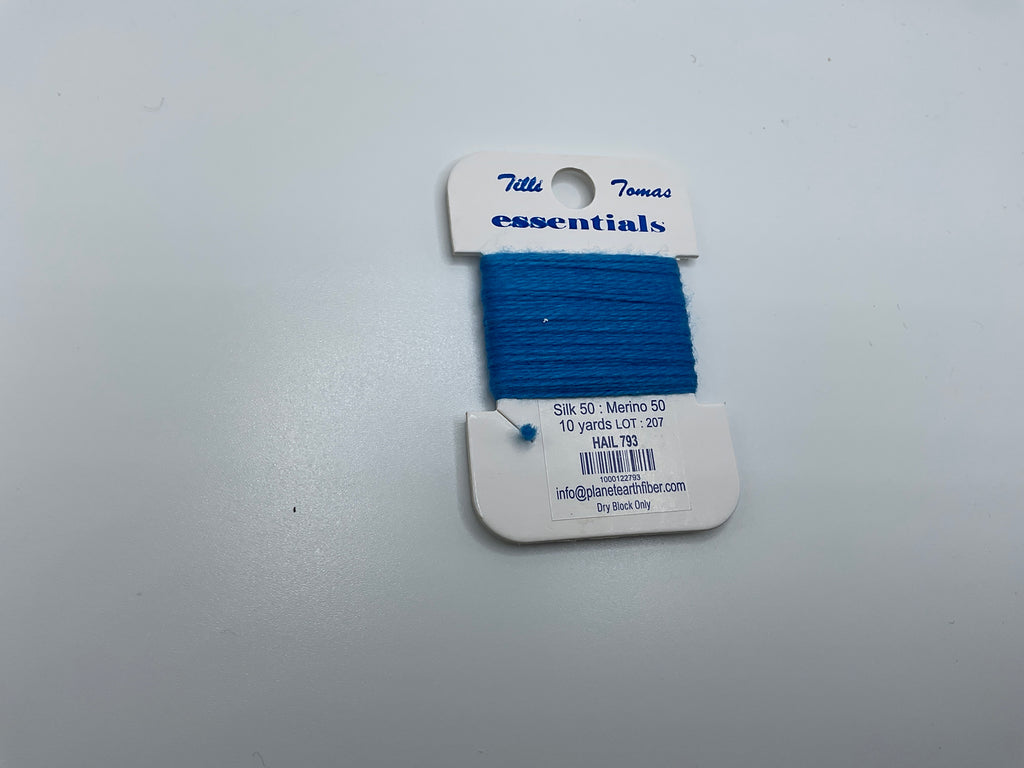 Tilli Tomas
essentials
Silk 50 : Merino 50
10 yards LOT : 207
HAIL 793
1000122793
info@planetearthfiber.com
Dry Block Only